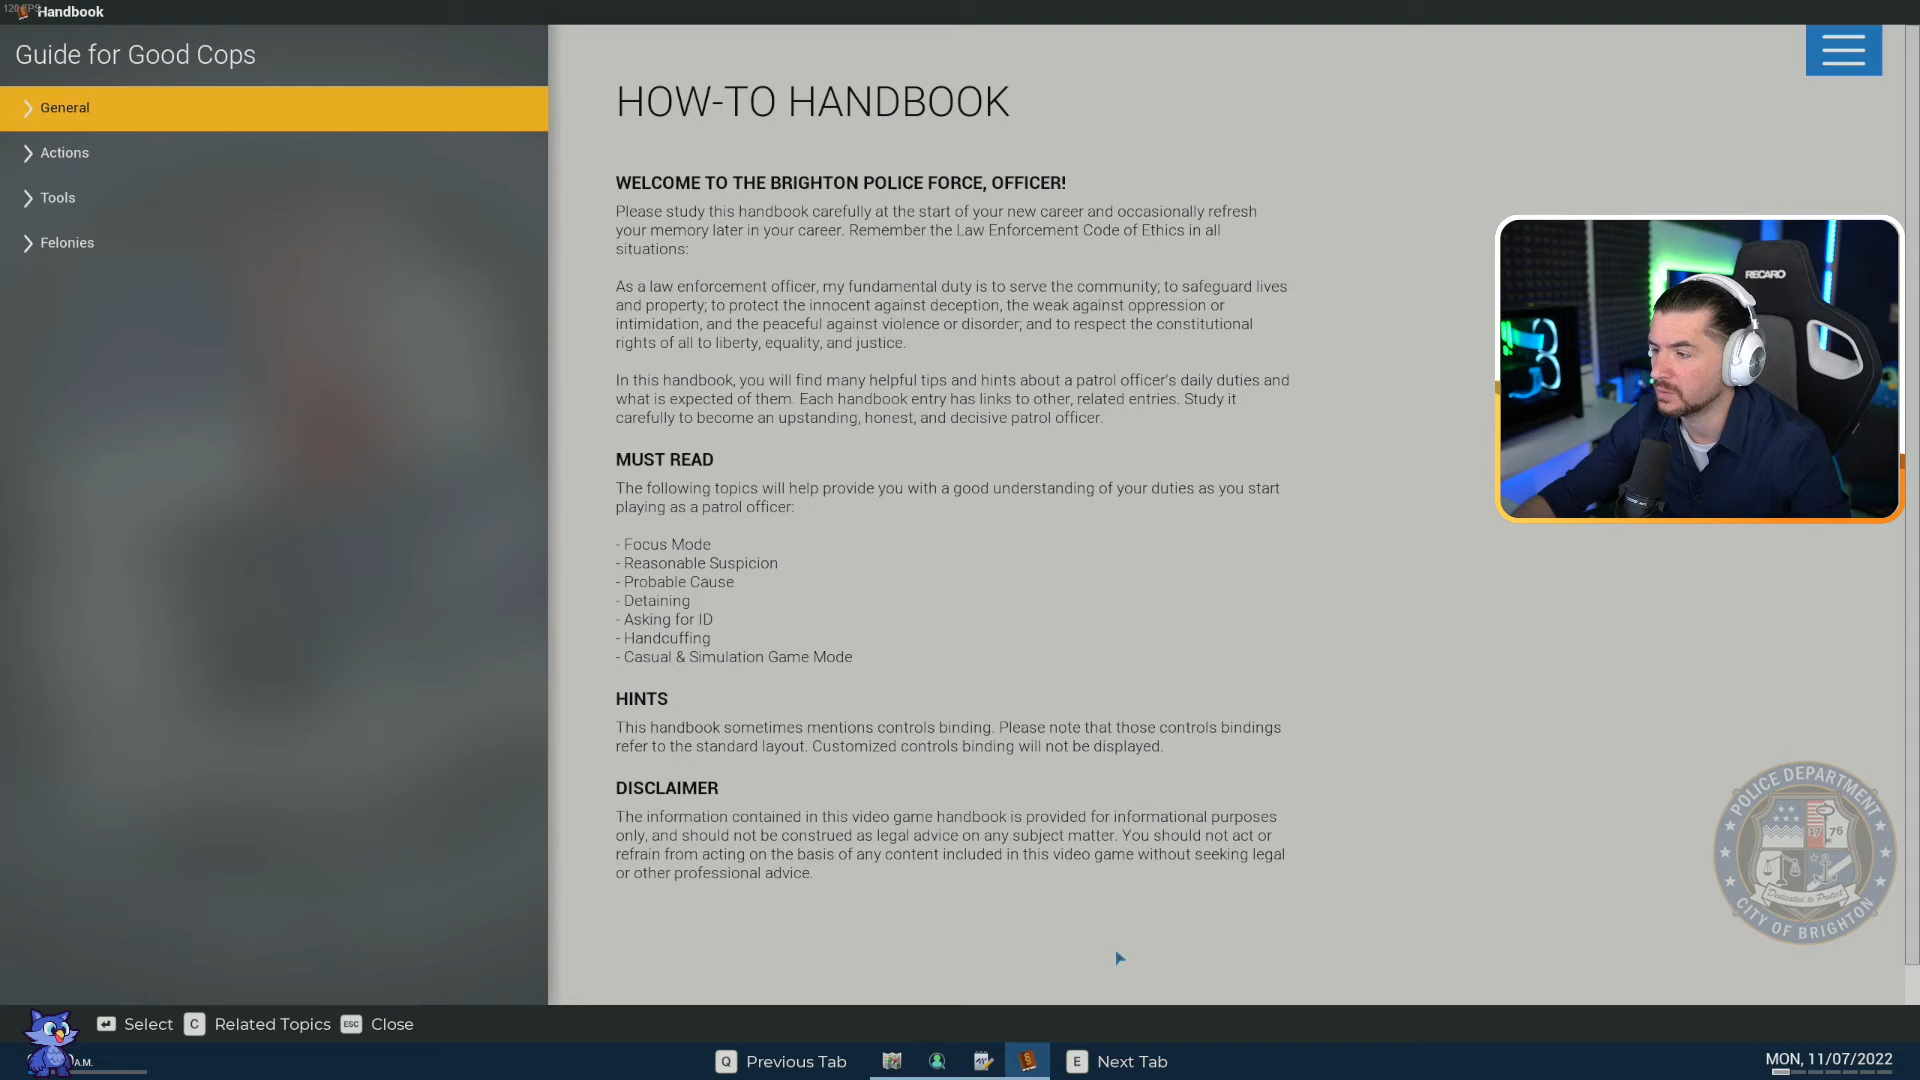 120 FPS
Handbook
Guide for Good Cops
General
Actions
Tools
Felonies
HOW-TO HANDBOOK
WELCOME TO THE BRIGHTON POLICE FORCE, OFFICER!
Please study this handbook carefully at the start of your new career and occasionally refresh
your memory later in your career. Remember the Law Enforcement Code of Ethics in all
situations:
As a law enforcement officer, my fundamental duty is to serve the community; to safeguard lives
and property; to protect the innocent against deception, the weak against oppression or
intimidation, and the peaceful against violence or disorder; and to respect the constitutional
rights of all to liberty, equality, and justice.
In this handbook, you will find many helpful tips and hints about a patrol officer's daily duties and
what is expected of them. Each handbook entry has links to other, related entries. Study it
carefully to become an upstanding, honest, and decisive patrol officer.
MUST READ
The following topics will help provide you with a good understanding of your duties as you start
playing as a patrol officer:
- Focus Mode
- Reasonable Suspicion
- Probable Cause
- Detaining
- Asking for ID
- Handcuffing
- Casual & Simulation Game Mode
HINTS
This handbook sometimes mentions controls binding. Please note that those controls bindings
refer to the standard layout. Customized controls binding will not be displayed.
DISCLAIMER
The information contained in this video game handbook is provided for informational purposes
only, and should not be construed as legal advice on any subject matter. You should not act or
refrain from acting on the basis of any content included in this video game without seeking legal
or other professional advice.
RECARO
POLICE DEPARTMENT
17 76
Dedicated to Protect
CITY OF BRIGHTON
Select
C Related Topics
ESC Close
A.M.
Q Previous Tab
E Next Tab
MON, 11/07/2022